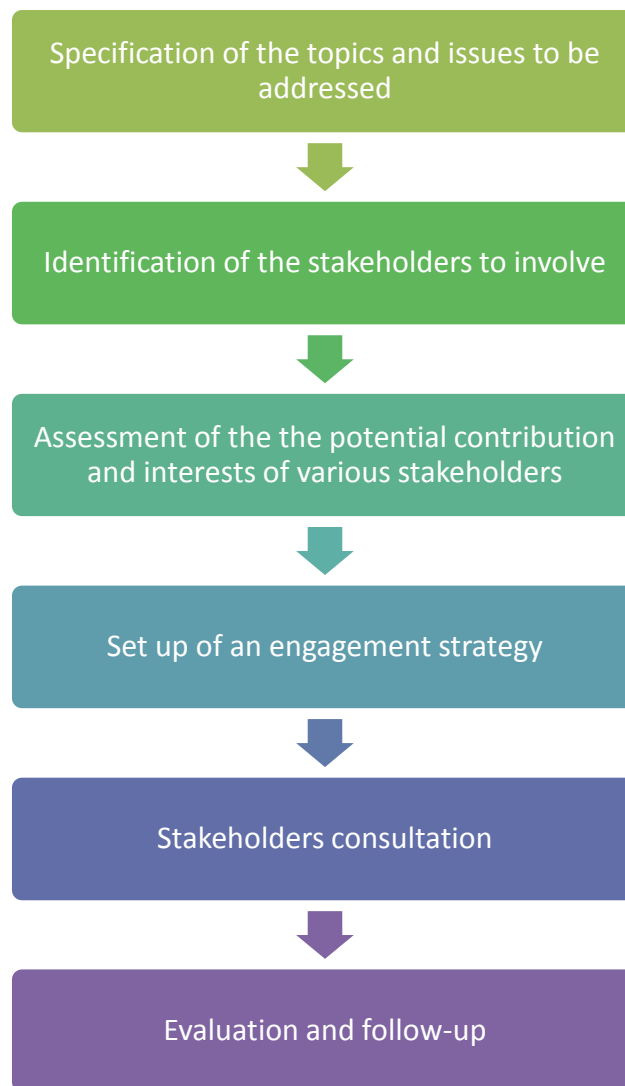 Specification of the topics and issues to be
addressed
Identification of the stakeholders to involve
Assessment of the the potential contribution
and interests of various stakeholders
Set up of an engagement strategy
Stakeholders consultation
Evaluation and follow-up